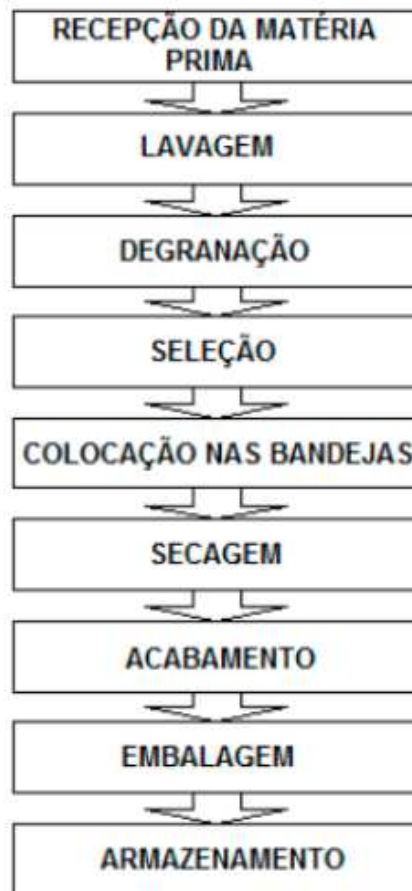 RECEPÇÃO DA MATÉRIA
PRIMA
LAVAGEM
DEGRANAÇÃO
SELEÇÃO
COLOCAÇÃO NAS BANDEJAS
SECAGEM
ACABAMENTO
EMBALAGEM
ARMAZENAMENTO